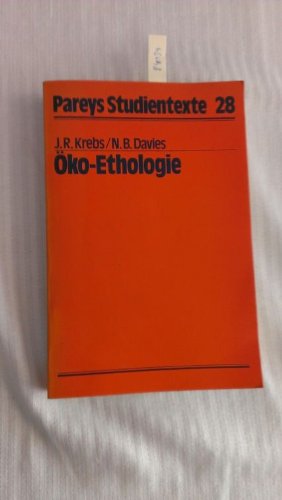 Pareys Studientexte 28
J.R. Krebs/N.B. Davies
Öko-Ethologie